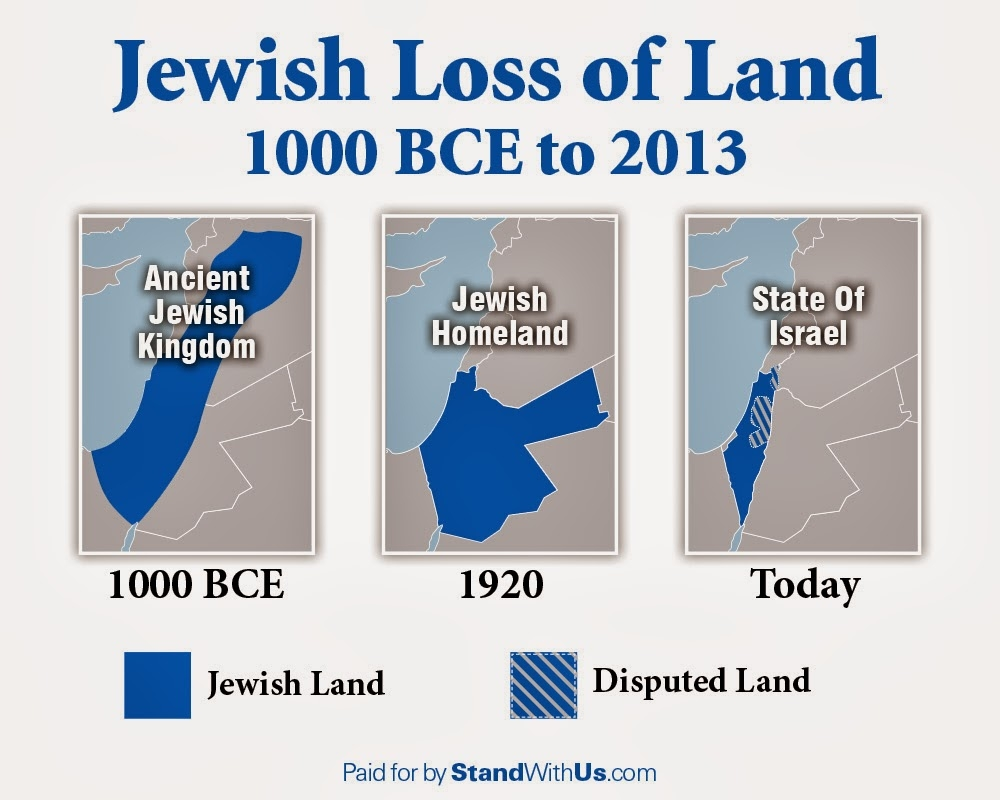 Jewish Loss of Land
1000 BCE to 2013
Ancient
Jewish
Kingdom
Jewish
Homeland
State Of
Israel
1000 BCE
1920
Today
Jewish Land
Disputed Land
Paid for by StandWithUs.com